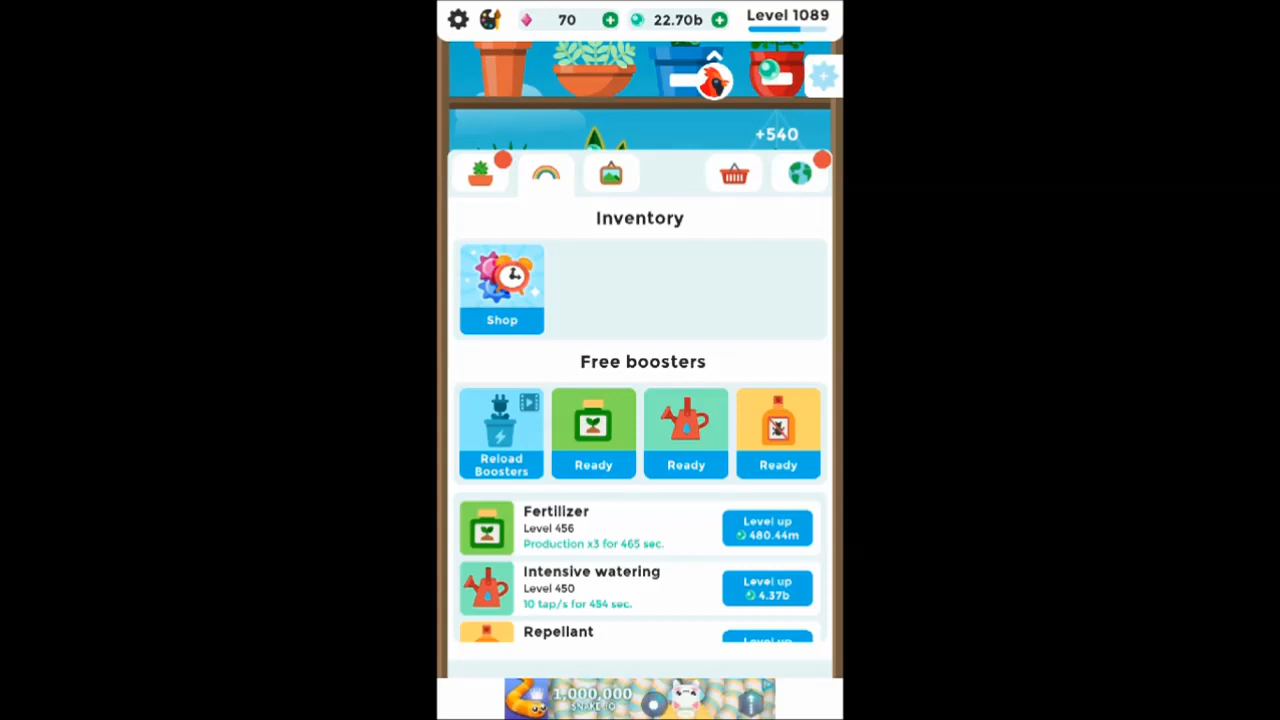 70
22.70b
Level 1089
+540
Inventory
Shop
Free boosters
Reload
Boosters
Ready
Ready
Ready
Fertilizer
Level 456
Production x3 for 465 sec.
Level up
480.44m
Intensive watering
Level 450
10 tap/s for 454 sec.
Level up
4.37b
Repellant
Level up
1,000,000